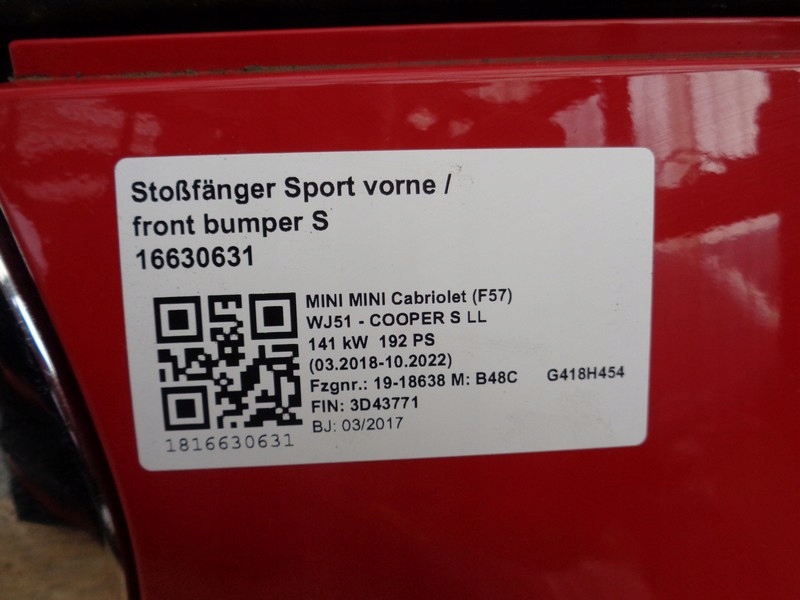 Stoßfänger Sport vorne /
front bumper S
16630631
MINI MINI Cabriolet (F57)
WJ51 - COOPER S LL
141 kW 192 PS
(03.2018-10.2022)
Fzgnr.: 19-18638 M: B48C G418H454
FIN: 3D43771
BJ: 03/2017
1816630631